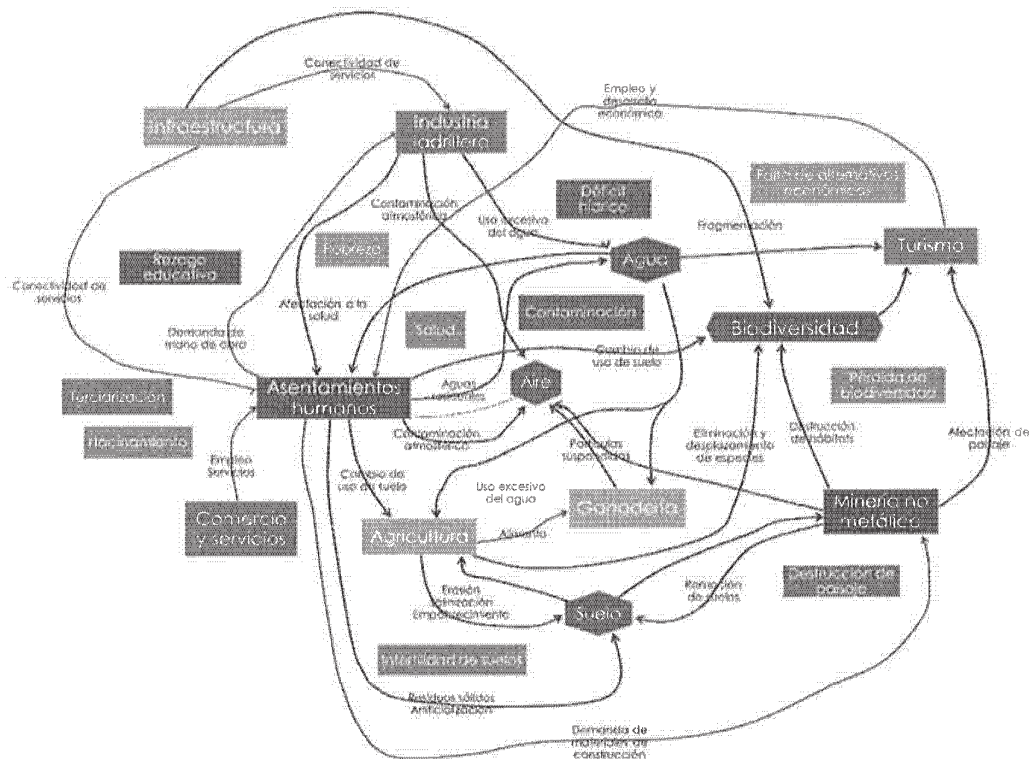 Conectividad de
servicios
Infraestructura
Industria
ladrillera
Empleo y
desarrollo
económico
Falta de alternativas
económicas
Déficit
hídrico
Contaminación
atmosférica
Uso excesivo
del agua
Fragmentación
Turismo
Pobreza
Agua
Rezago
educativo
Conectividad de
servicios
Afectación a la
salud
Contaminación
Biodiversidad
Salud
Demanda de
mano de obra
Cambio de
uso de suelo
Asentamientos
humanos
Aguas
Aire
Terciarización
Pérdida de
biodiversidad
Hacinamiento
Contaminación
atmosférica
Partículas
suspendidas
Eliminación y
desplazamiento
de especies
Destrucción
de hábitats
Afectación de
paisaje
Empleo
Servicios
Cambio de
uso de suelo
Uso excesivo
del agua
Comercio
y servicios
Ganadería
Minería no
metálica
Agricultura
Alimento
Destrucción de
paisaje
Erosión
Empobrecimiento
Suelo
Remoción
de suelos
Infertilidad de suelos
Residuos sólidos
Demanda de
materiales de
construcción